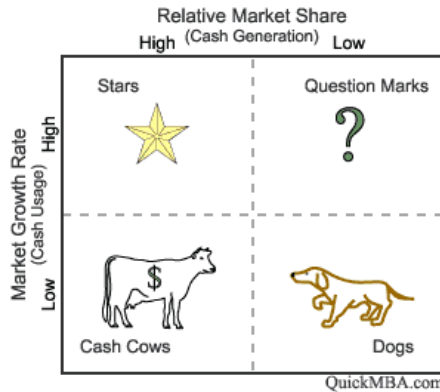 Relative Market Share
(Cash Generation)
High
Low
Market Growth Rate
(Cash Usage)
High
Low
Stars
Question Marks
?
$
Cash Cows
Dogs
QuickMBA.com